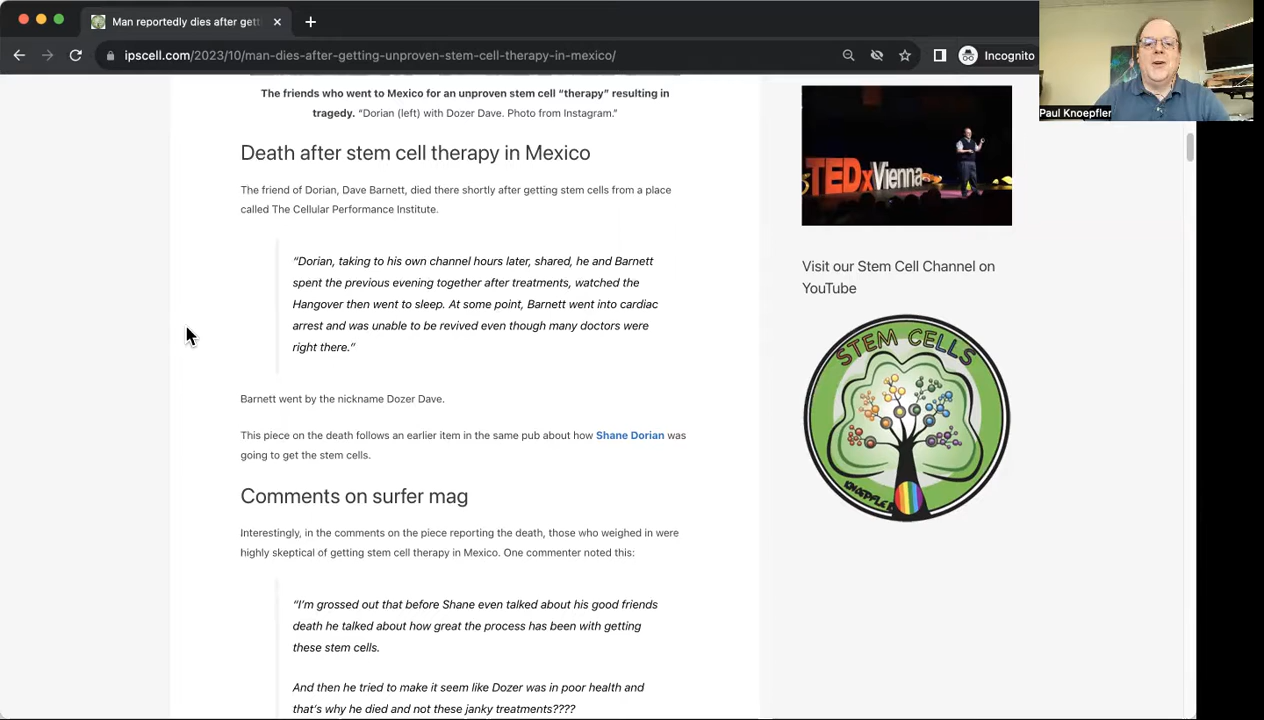 Man reportedly dies after gett
ipscell.com/2023/10/man-dies-after-getting-unproven-stem-cell-therapy-in-mexico/
Incognito
Paul Knoepfler
The friends who went to Mexico for an unproven stem cell “therapy” resulting in
tragedy. “Dorian (left) with Dozer Dave. Photo from Instagram.”
Death after stem cell therapy in Mexico
The friend of Dorian, Dave Barnett, died there shortly after getting stem cells from a place
called The Cellular Performance Institute.
“Dorian, taking to his own channel hours later, shared, he and Barnett
spent the previous evening together after treatments, watched the
Hangover then went to sleep. At some point, Barnett went into cardiac
arrest and was unable to be revived even though many doctors were
right there.”
Barnett went by the nickname Dozer Dave.
This piece on the death follows an earlier item in the same pub about how Shane Dorian was
going to get the stem cells.
Comments on surfer mag
Interestingly, in the comments on the piece reporting the death, those who weighed in were
highly skeptical of getting stem cell therapy in Mexico. One commenter noted this:
“I’m grossed out that before Shane even talked about his good friends
death he talked about how great the process has been with getting
these stem cells.
And then he tried to make it seem like Dozer was in poor health and
that’s why he died and not these janky treatments????
TEDxVienna
Visit our Stem Cell Channel on
YouTube
STEM CELLS